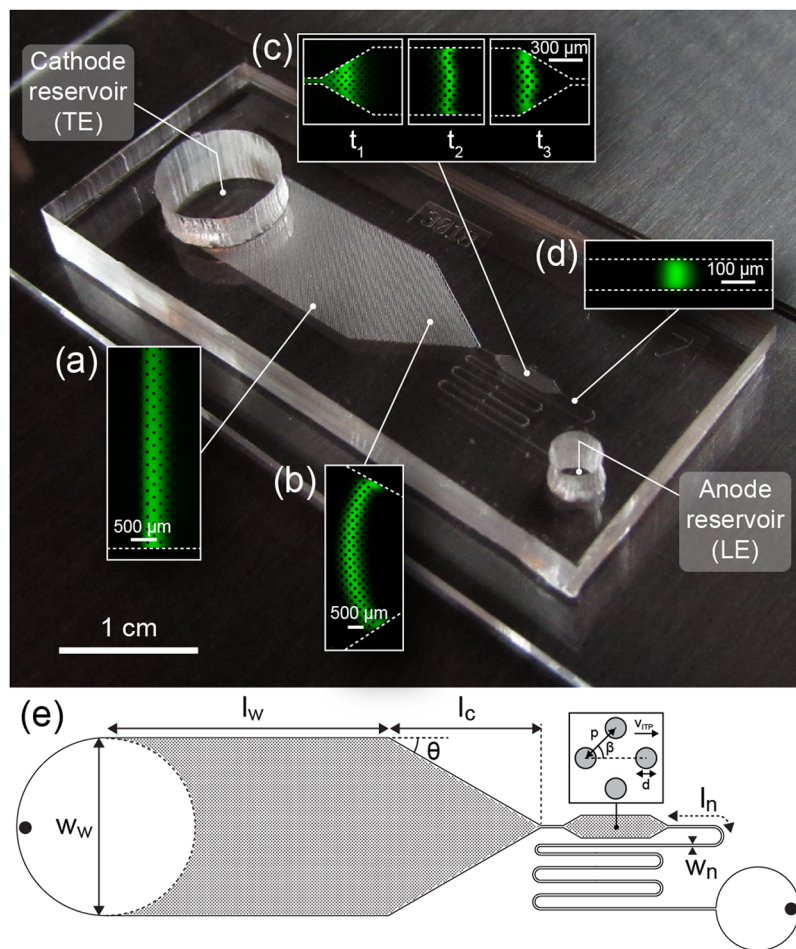 (c)
300 µm
t1
t2
t3
Cathode
reservoir
(TE)
(d)
100 µm
(a)
500 µm
(b)
500 µm
Anode
reservoir
(LE)
1 cm
(e)
lw
lc
θ
ww
p
β
vITP
d
ln
wn